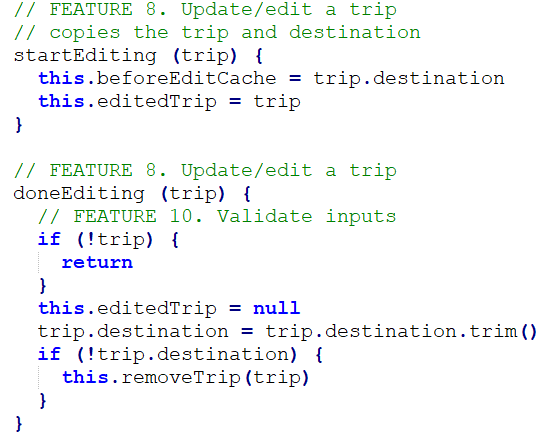 // FEATURE 8. Update/edit a trip
// copies the trip and destination
startEditing (trip) {
  this.beforeEditCache = trip.destination
  this.editedTrip = trip
}

// FEATURE 8. Update/edit a trip
doneEditing (trip) {
  // FEATURE 10. Validate inputs
  if (!trip) {
    return
  }
  this.editedTrip = null
  trip.destination = trip.destination.trim()
  if (!trip.destination) {
    this.removeTrip(trip)
  }
}